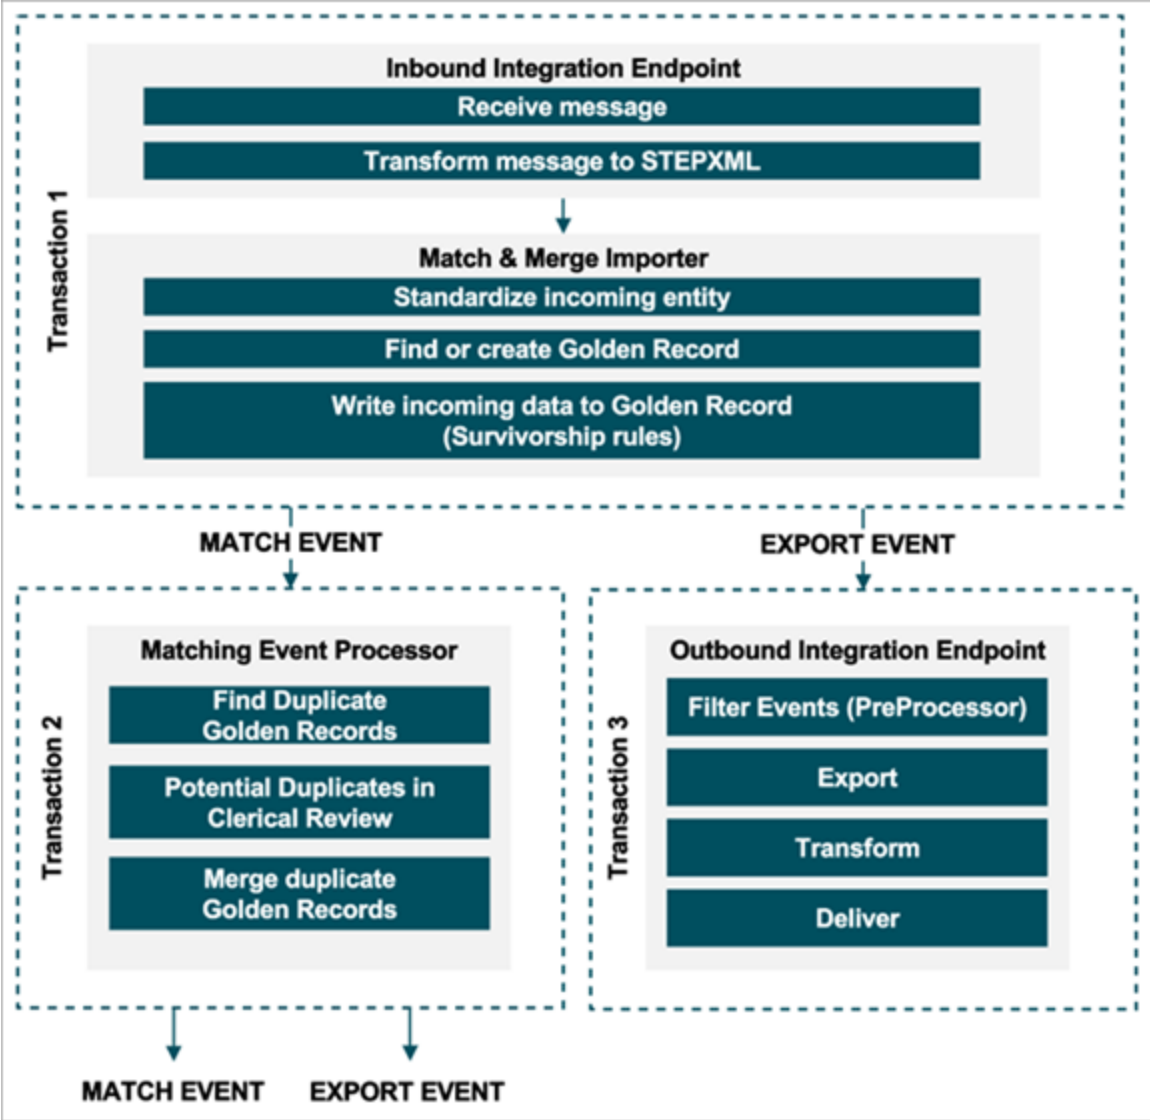 Transaction 1
Inbound Integration Endpoint
Receive message
Transform message to STEPXML
Match & Merge Importer
Standardize incoming entity
Find or create Golden Record
Write incoming data to Golden Record
(Survivorship rules)
MATCH EVENT
EXPORT EVENT
Transaction 2
Matching Event Processor
Find Duplicate
Golden Records
Potential Duplicates in
Clerical Review
Merge duplicate
Golden Records
Transaction 3
Outbound Integration Endpoint
Filter Events (PreProcessor)
Export
Transform
Deliver
MATCH EVENT
EXPORT EVENT